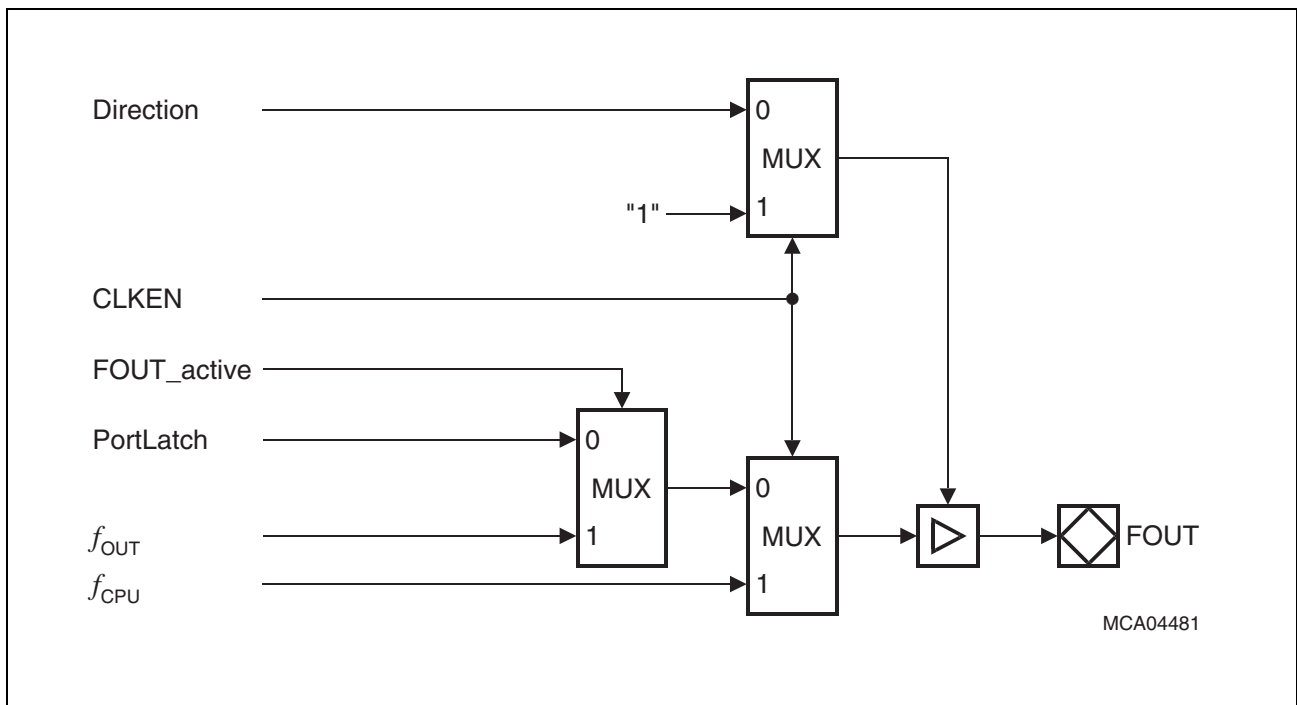 Direction
0
MUX
"1"
1
CLKEN
FOUT_active
PortLatch
0
MUX
0
fOUT
1
MUX
FOUT
fCPU
1
MCA04481